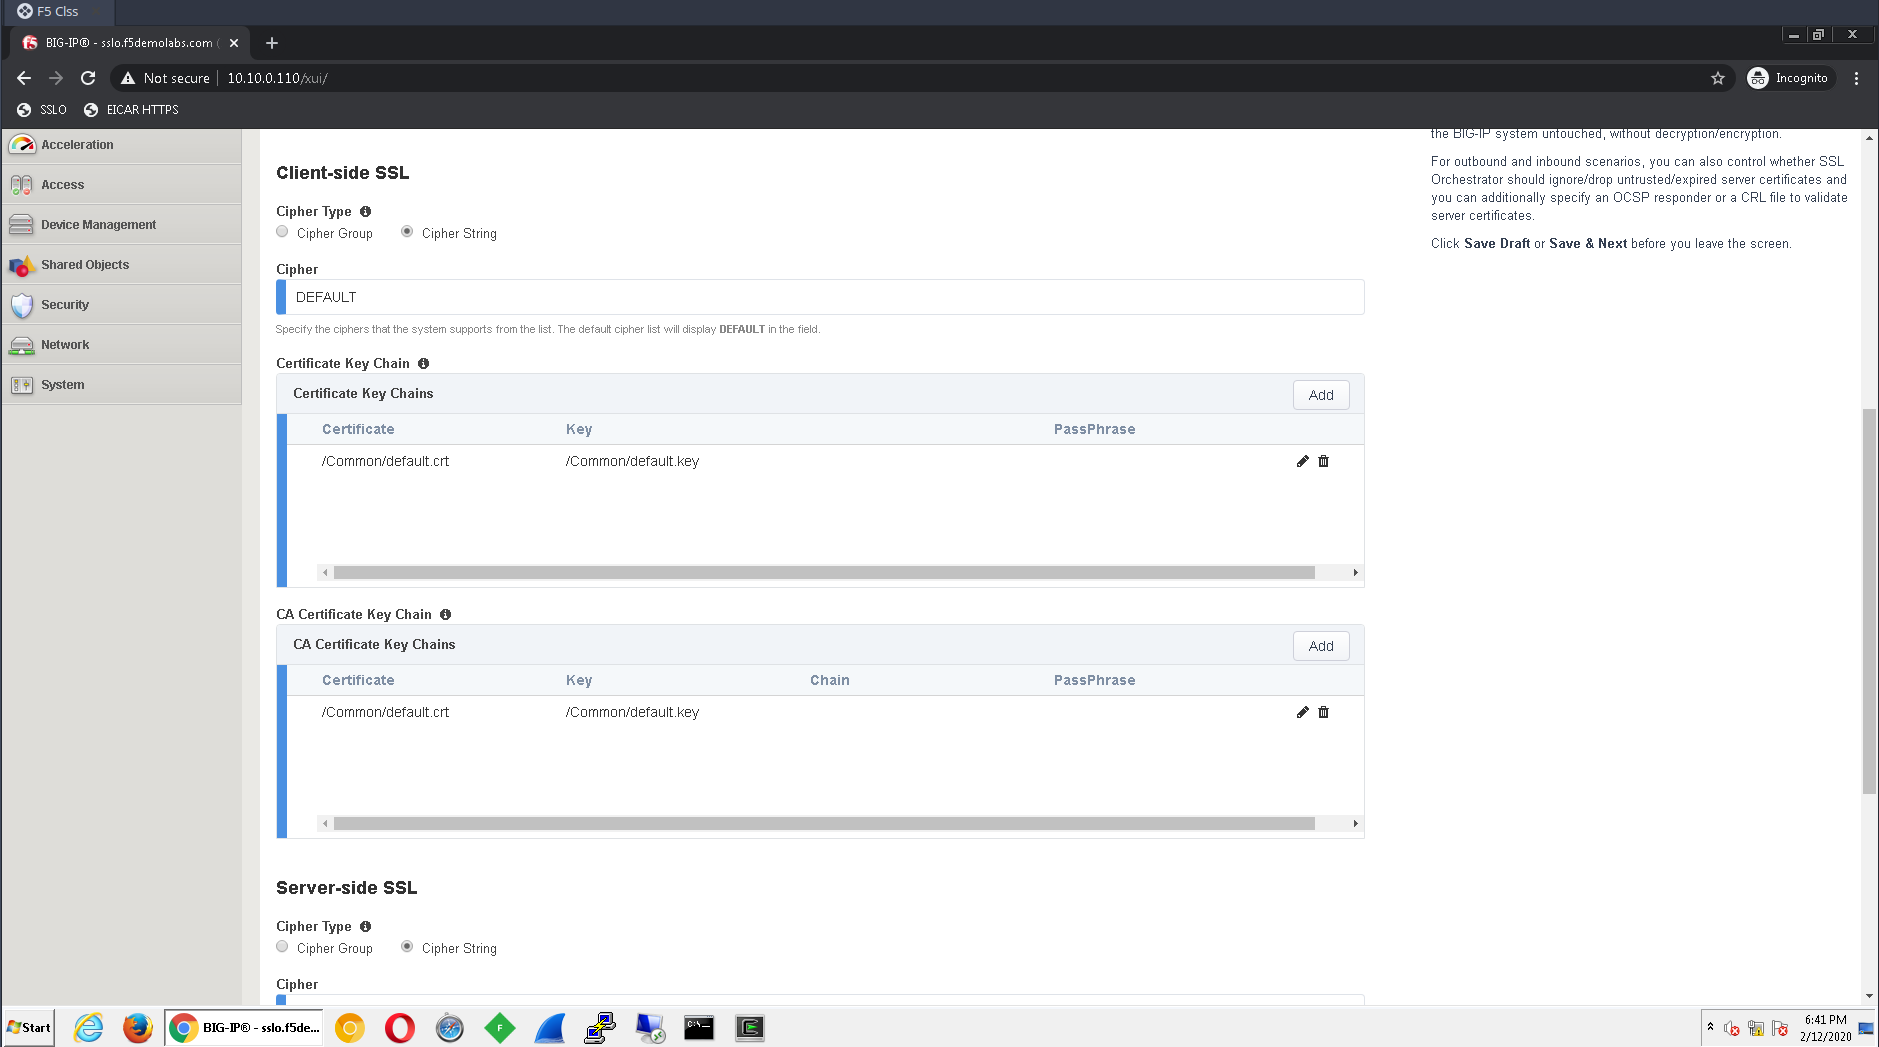 F5 Clss
BIG-IP® - sslo.f5demolabs.com (
Not secure
10.10.0.110/xui/
Incognito
SSLO
EICAR HTTPS
Acceleration
Access
Device Management
Shared Objects
Security
Network
System
Client-side SSL
Cipher Type
Cipher Group
Cipher String
Cipher
DEFAULT
Specify the ciphers that the system supports from the list. The default cipher list will display DEFAULT in the field.
Certificate Key Chain
Certificate Key Chains
Add
Certificate Key PassPhrase
/Common/default.crt /Common/default.key
CA Certificate Key Chain
CA Certificate Key Chains
Add
Certificate Key Chain PassPhrase
/Common/default.crt /Common/default.key
Server-side SSL
Cipher Type
Cipher Group
Cipher String
Cipher
the BIG-IP system untouched, without decryption/encryption.
For outbound and inbound scenarios, you can also control whether SSL
Orchestrator should ignore/drop untrusted/expired server certificates and
you can additionally specify an OCSP responder or a CRL file to validate
server certificates.
Click Save Draft or Save & Next before you leave the screen.
Start
BIG-IP® - sslo.f5de...
6:41 PM
2/12/2020